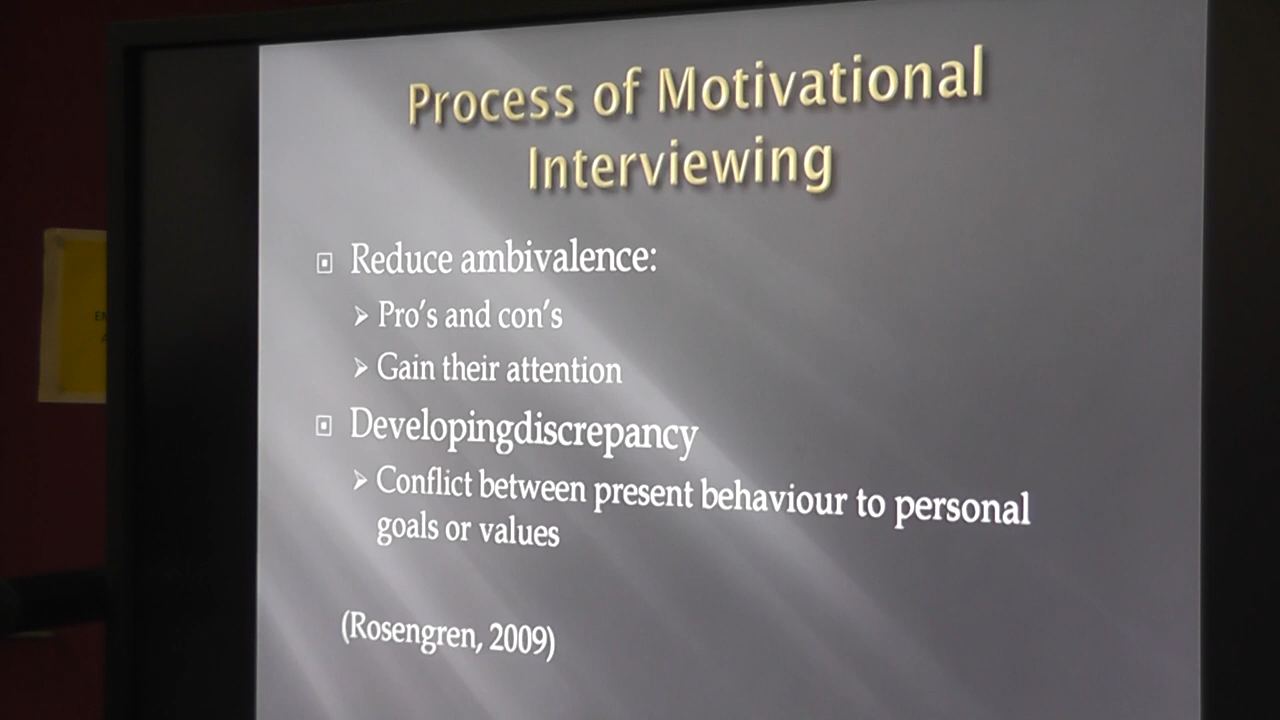 Process of Motivational
Interviewing
Reduce ambivalence:
Pro's and con's
Gain their attention
Developingdiscrepancy
Conflict between present behaviour to personal
goals or values
(Rosengren, 2009)